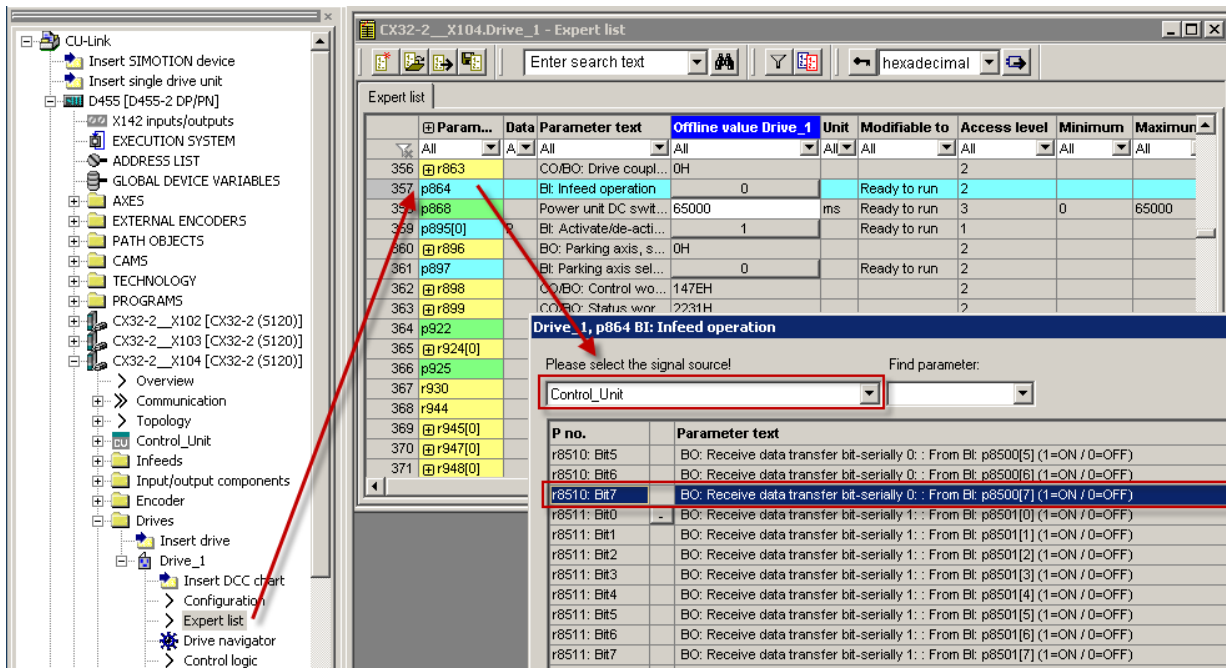 CU-Link
Insert SIMOTION device
Insert single drive unit
D455 [D455-2 DP/PN]
X142 inputs/outputs
EXECUTION SYSTEM
ADDRESS LIST
GLOBAL DEVICE VARIABLES
AXES
EXTERNAL ENCODERS
PATH OBJECTS
CAMS
TECHNOLOGY
PROGRAMS
CX32-2__X102 [CX32-2 (S120)]
CX32-2__X103 [CX32-2 (S120)]
CX32-2__X104 [CX32-2 (S120)]
Overview
Communication
Topology
Control_Unit
Infeeds
Input/output components
Encoder
Drives
Insert drive
Drive_1
Insert DCC chart
Configuration
Expert list
Drive navigator
Control logic
CX32-2__X104.Drive_1 - Expert list
Enter search text hexadecimal
Expert list
Param... Data Parameter text Offline value Drive_1 Unit Modifiable to Access level Minimum Maximum
All A All All All All All All All
356 r863 CO/BO: Drive coupl... 0H 2
357 p864 BI: Infeed operation 0 Ready to run 2
358 p868 Power unit DC swit... 65000 ms Ready to run 3 0 65000
359 p895[0] BI: Activate/de-acti... 1 Ready to run 1
360 r896 BO: Parking axis, s... 0H 2
361 p897 BI: Parking axis sel... 0 Ready to run 2
362 r898 CO/BO: Control wo... 147EH 2
363 r899 CO/BO: Status wor... 2231H 2
364 p922
365 r924[0]
366 p925
367 r930
368 r944
369 r945[0]
370 r947[0]
371 r948[0]
Drive_1, p864 BI: Infeed operation
Please select the signal source! Find parameter:
Control_Unit
P no. Parameter text
r8510: Bit5 BO: Receive data transfer bit-serially 0: : From BI: p8500[5] (1=ON / 0=OFF)
r8510: Bit6 BO: Receive data transfer bit-serially 0: : From BI: p8500[6] (1=ON / 0=OFF)
r8510: Bit7 BO: Receive data transfer bit-serially 0: : From BI: p8500[7] (1=ON / 0=OFF)
r8511: Bit0 - BO: Receive data transfer bit-serially 1: : From BI: p8501[0] (1=ON / 0=OFF)
r8511: Bit1 BO: Receive data transfer bit-serially 1: : From BI: p8501[1] (1=ON / 0=OFF)
r8511: Bit2 BO: Receive data transfer bit-serially 1: : From BI: p8501[2] (1=ON / 0=OFF)
r8511: Bit3 BO: Receive data transfer bit-serially 1: : From BI: p8501[3] (1=ON / 0=OFF)
r8511: Bit4 BO: Receive data transfer bit-serially 1: : From BI: p8501[4] (1=ON / 0=OFF)
r8511: Bit5 BO: Receive data transfer bit-serially 1: : From BI: p8501[5] (1=ON / 0=OFF)
r8511: Bit6 BO: Receive data transfer bit-serially 1: : From BI: p8501[6] (1=ON / 0=OFF)
r8511: Bit7 BO: Receive data transfer bit-serially 1: : From BI: p8501[7] (1=ON / 0=OFF)